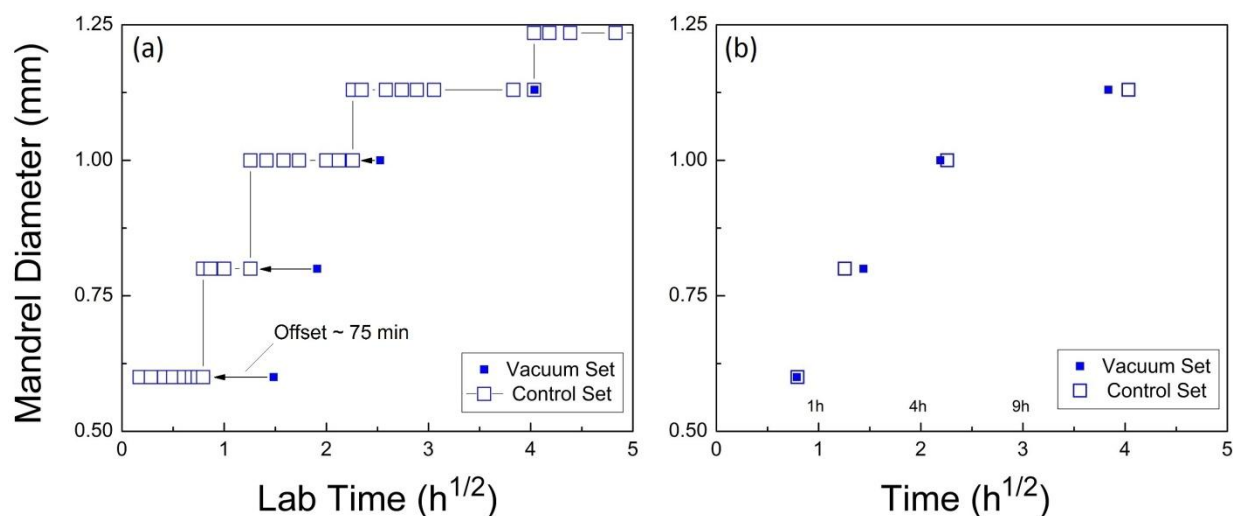 Mandrel Diameter (mm)
(a)
1.25
1.00
0.75
0.50
0
1
2
3
4
5
Offset ~ 75 min
Vacuum Set
Control Set
Lab Time (h^1/2)
(b)
1.25
1.00
0.75
0.50
0
1
2
3
4
5
1h
4h
9h
Vacuum Set
Control Set
Time (h^1/2)